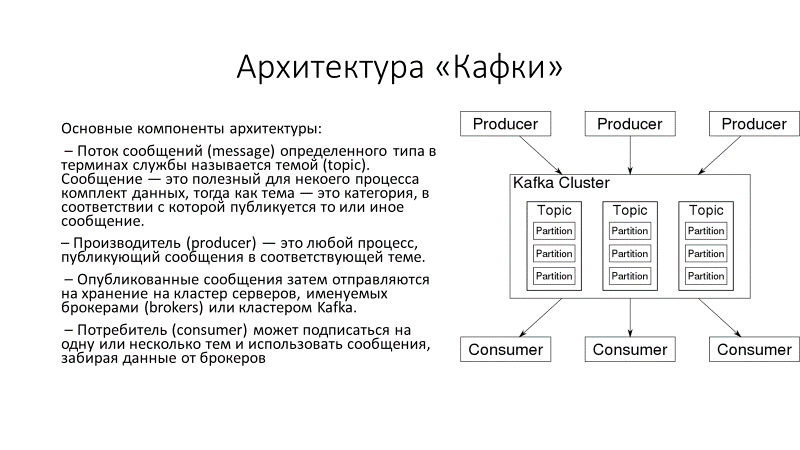 Архитектура «Кафки»
Основные компоненты архитектуры:
– Поток сообщений (message) определенного типа в
терминах службы называется темой (topic).
Сообщение — это полезный для некоего процесса
комплект данных, тогда как тема — это категория, в
соответствии с которой публикуется то или иное
сообщение.
– Производитель (producer) — это любой процесс,
публикующий сообщения в соответствующей теме.
– Опубликованные сообщения затем отправляются
на хранение на кластер серверов, именуемых
брокерами (brokers) или кластером Kafka.
– Потребитель (consumer) может подписаться на
одну или несколько тем и использовать сообщения,
забирая данные от брокеров
Producer Producer Producer
Kafka Cluster
Topic Topic Topic
Partition Partition Partition
Partition Partition Partition
Partition Partition Partition
Consumer Consumer Consumer